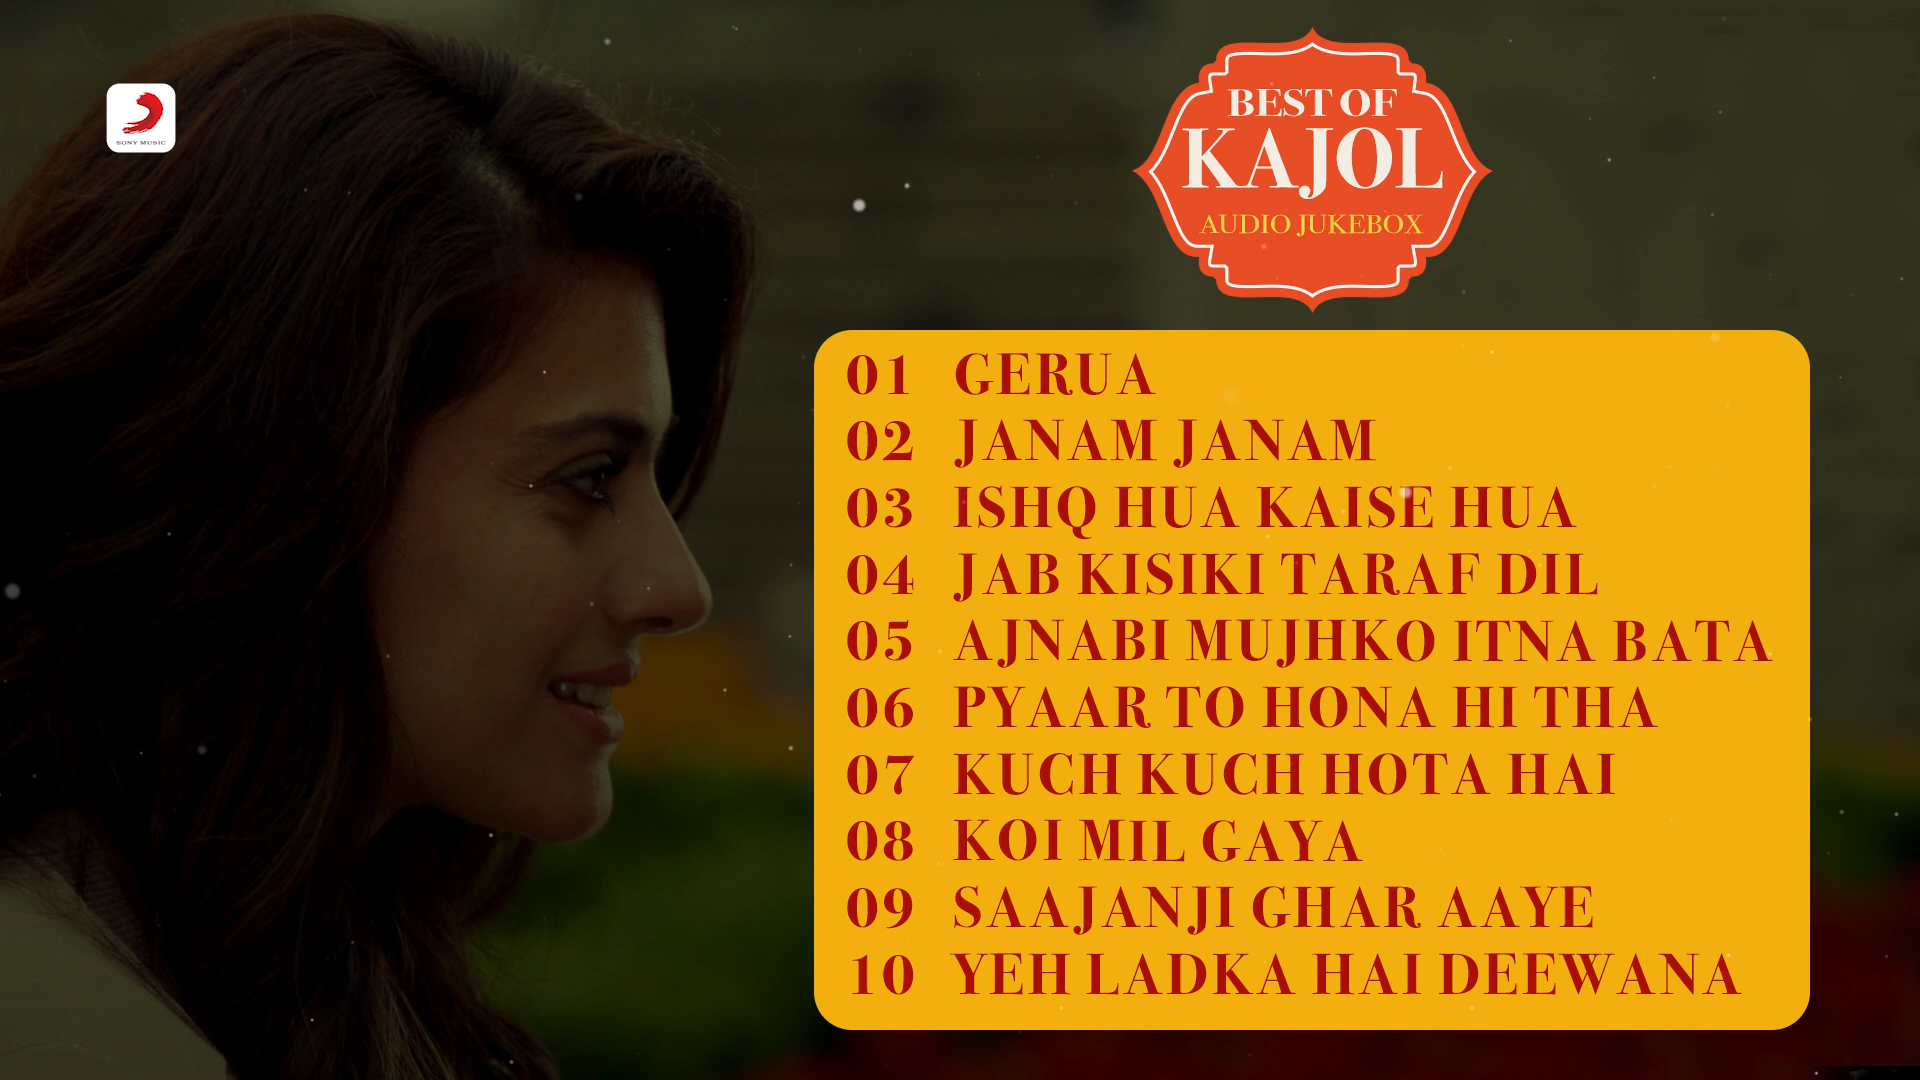 SONY MUSIC
BEST OF
KAJOL
AUDIO JUKEBOX
01 GERUA
02 JANAM JANAM
03 ISHQ HUA KAISE HUA
04 JAB KISIKI TARAF DIL
05 AJNABI MUJHKO ITNA BATA
06 PYAAR TO HONA HI THA
07 KUCH KUCH HOTA HAI
08 KOI MIL GAYA
09 SAAJANJI GHAR AAYE
10 YEH LADKA HAI DEEWANA